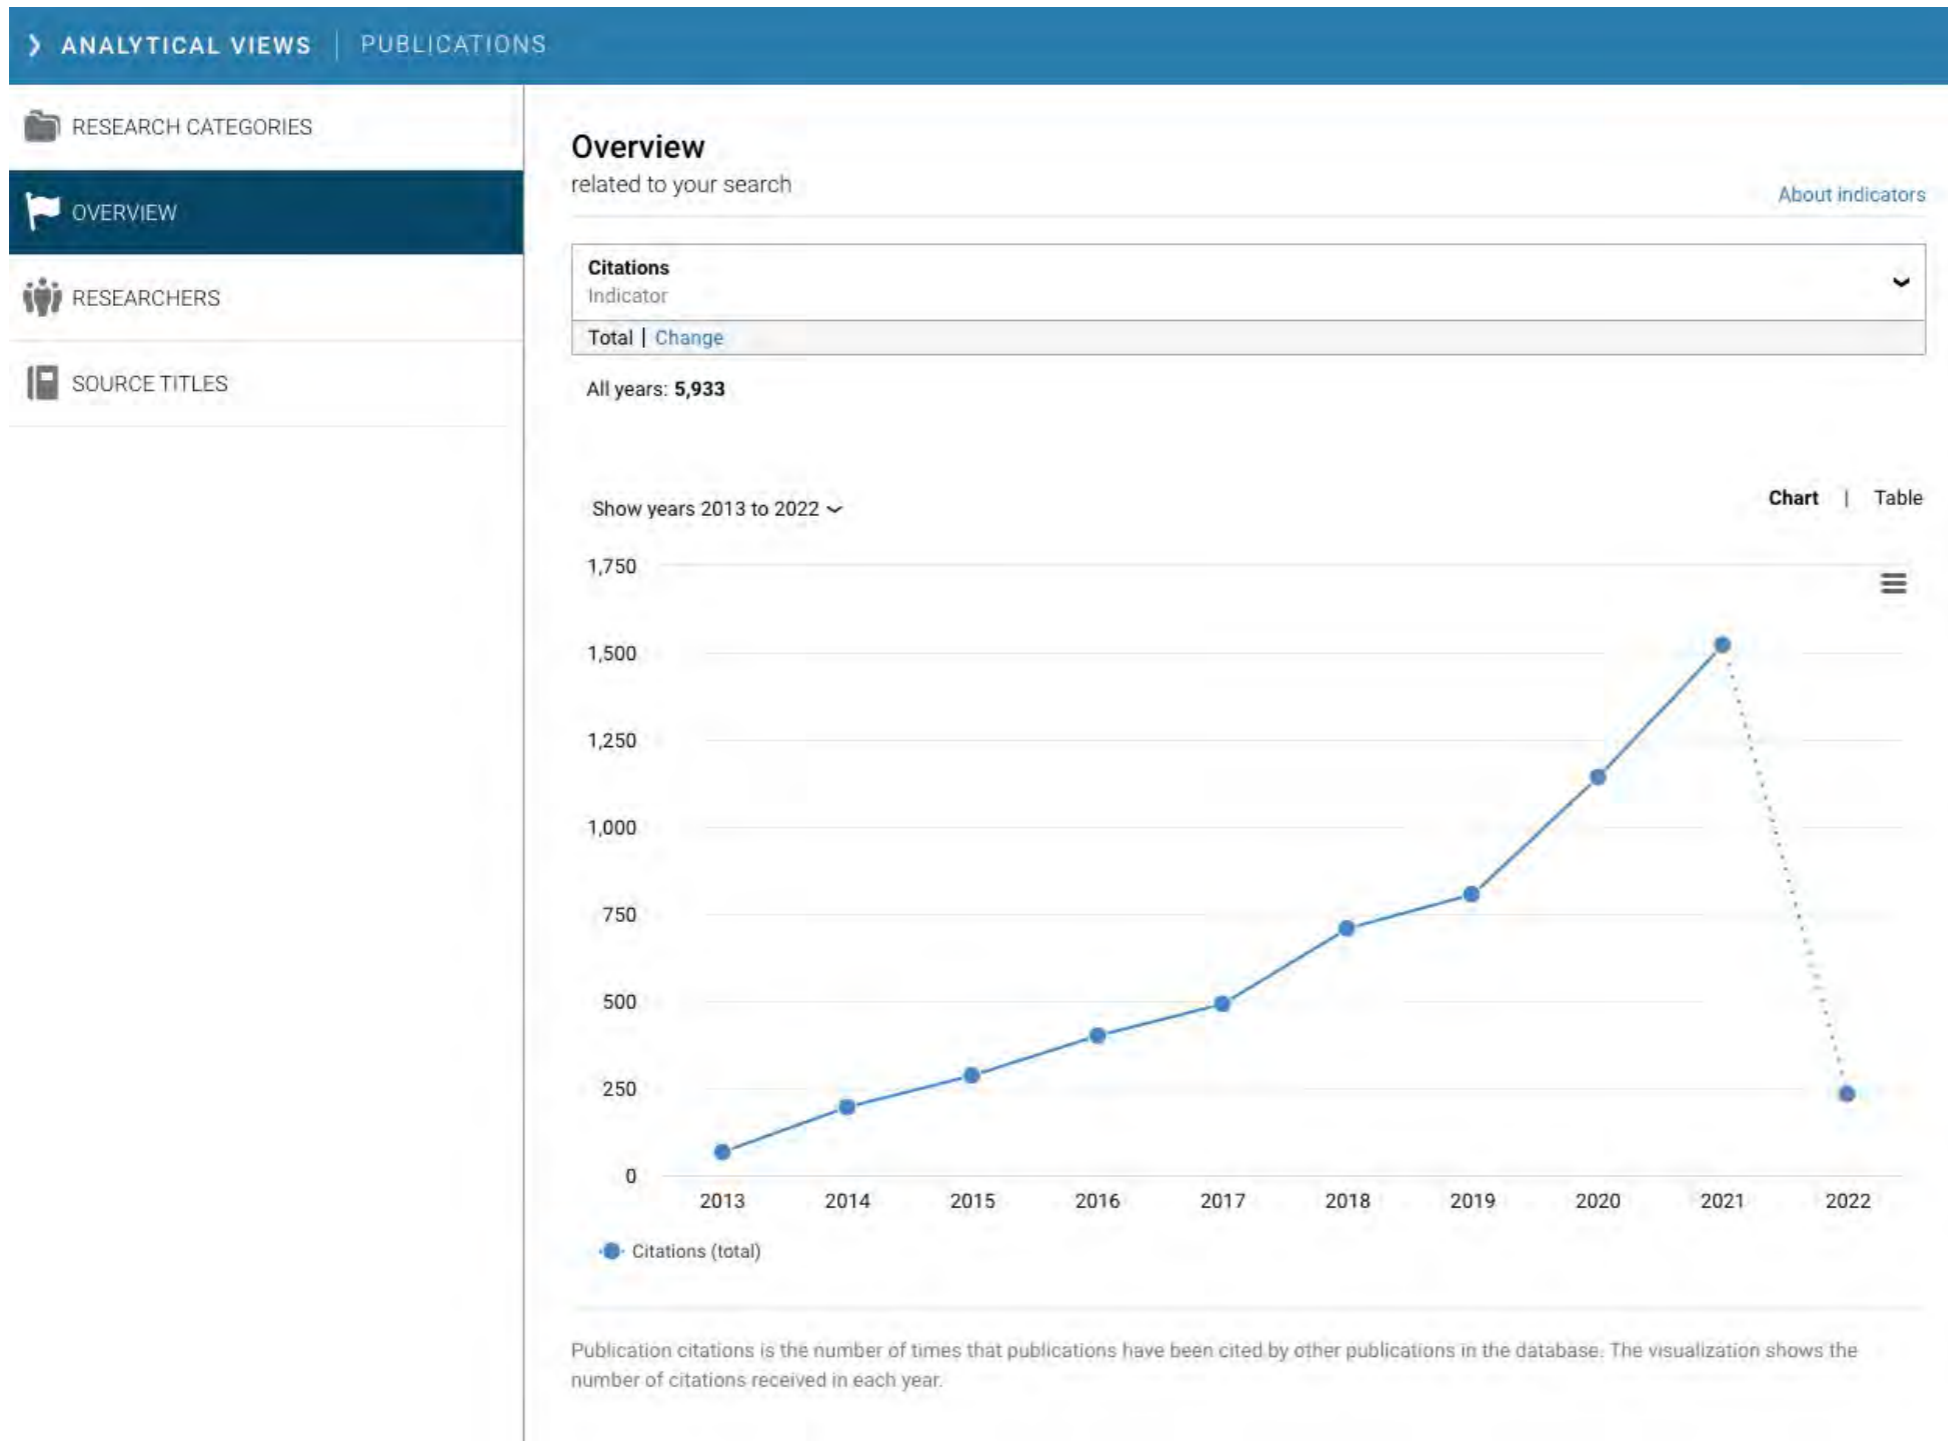 ANALYTICAL VIEWS | PUBLICATIONS
RESEARCH CATEGORIES
OVERVIEW
RESEARCHERS
SOURCE TITLES
Overview
related to your search
About indicators
Citations
Indicator
Total | Change
All years: 5,933
Show years 2013 to 2022
Chart | Table
1,750
1,500
1,250
1,000
750
500
250
0
2013 2014 2015 2016 2017 2018 2019 2020 2021 2022
Citations (total)
Publication citations is the number of times that publications have been cited by other publications in the database. The visualization shows the
number of citations received in each year.